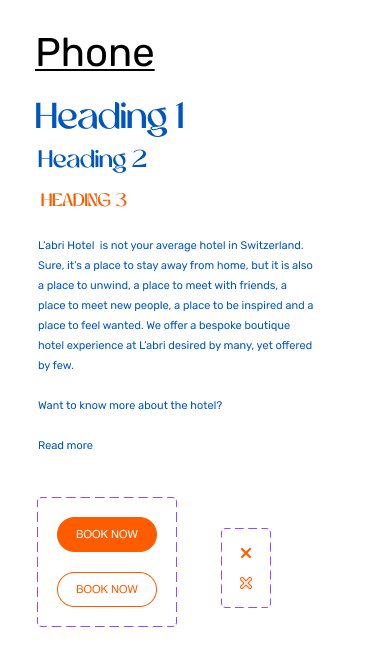 Phone
Heading 1
Heading 2
HEADING 3
L'abri Hotel  is not your average hotel in Switzerland.
Sure, it's a place to stay away from home, but it is also
a place to unwind, a place to meet with friends, a
place to meet new people, a place to be inspired and a
place to feel wanted. We offer a bespoke boutique
hotel experience at L'abri desired by many, yet offered
by few.
Want to know more about the hotel?
Read more
BOOK NOW
BOOK NOW